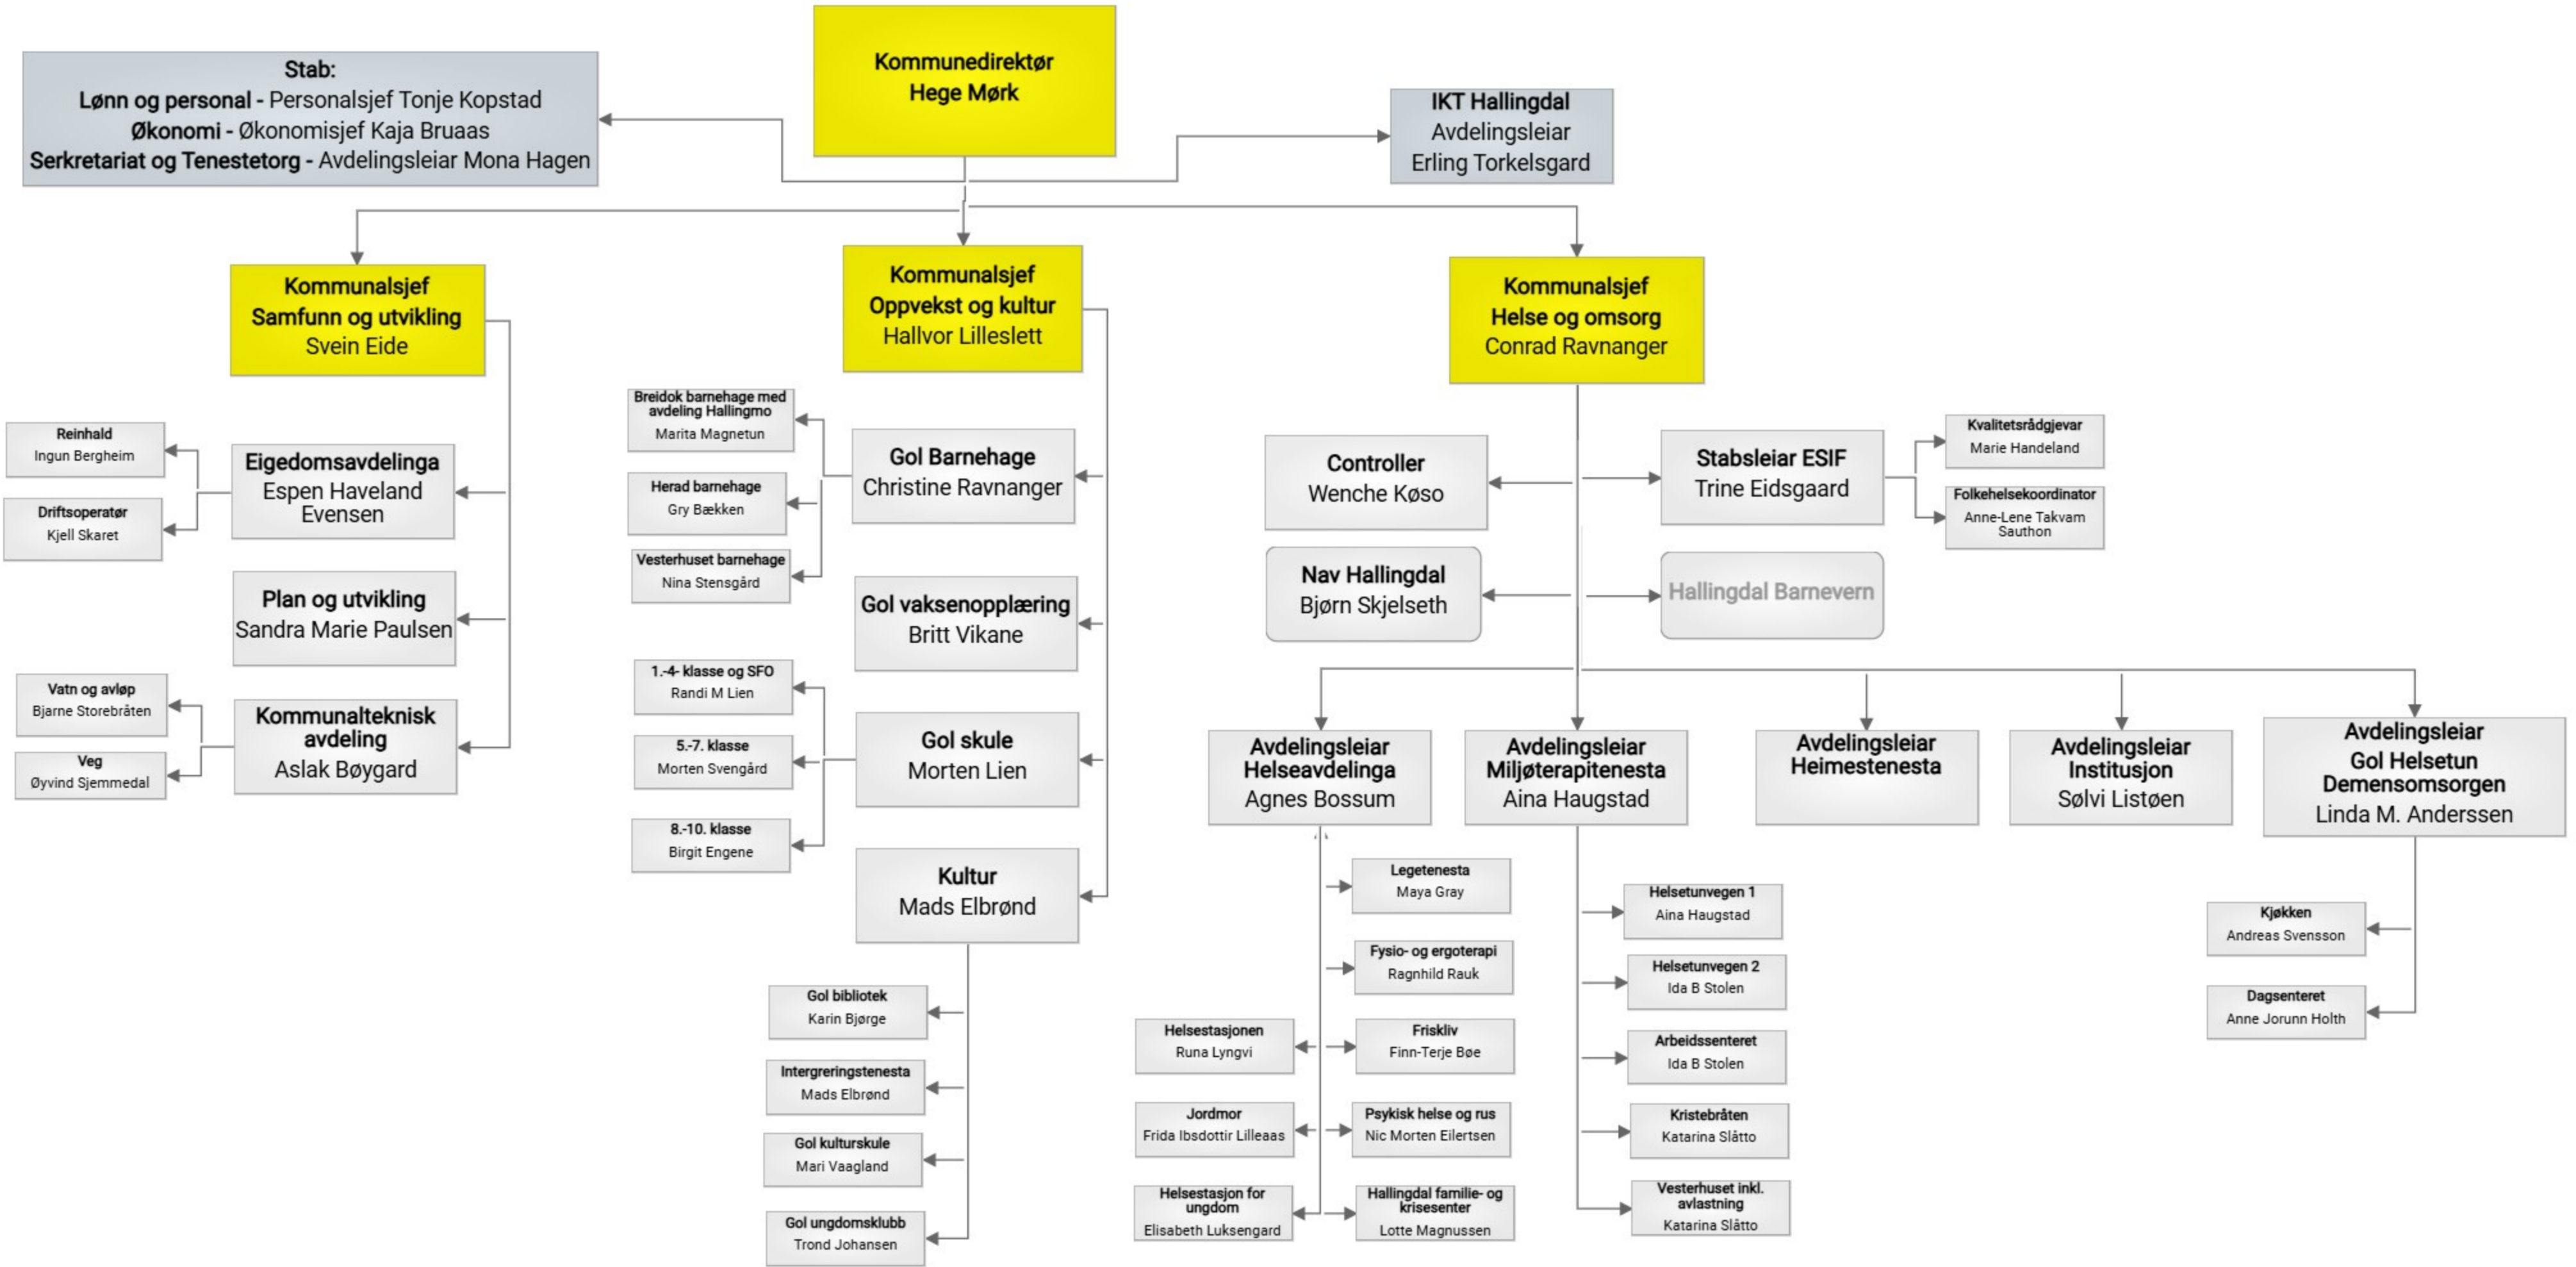 Kommunedirektør
Hege Mørk
Stab:
Lønn og personal - Personalsjef Tonje Kopstad
Økonomi - Økonomisjef Kaja Bruaas
Serkretariat og Tenestetorg - Avdelingsleiar Mona Hagen
IKT Hallingdal
Avdelingsleiar
Erling Torkelsgard
Kommunalsjef
Samfunn og utvikling
Svein Eide
Reinhald
Ingun Bergheim
Driftsoperatør
Kjell Skaret
Eigedomsavdelinga
Espen Haveland
Evensen
Plan og utvikling
Sandra Marie Paulsen
Vatn og avløp
Bjarne Storebråten
Veg
Øyvind Sjemmedal
Kommunalteknisk
avdeling
Aslak Bøygard
Kommunalsjef
Oppvekst og kultur
Hallvor Lilleslett
Breidok barnehage med
avdeling Hallingmo
Marita Magnetun
Herad barnehage
Gry Bækken
Vesterhuset barnehage
Nina Stensgård
Gol Barnehage
Christine Ravnanger
Gol vaksenopplæring
Britt Vikane
1.-4- klasse og SFO
Randi M Lien
5.-7. klasse
Morten Svengård
8.-10. klasse
Birgit Engene
Gol skule
Morten Lien
Kultur
Mads Elbrønd
Gol bibliotek
Karin Bjørge
Intergreringstenesta
Mads Elbrønd
Gol kulturskule
Mari Vaagland
Gol ungdomsklubb
Trond Johansen
Kommunalsjef
Helse og omsorg
Conrad Ravnanger
Controller
Wenche Køso
Stabsleiar ESIF
Trine Eidsgaard
Kvalitetsrådgjevar
Marie Handeland
Folkehelsekoordinator
Anne-Lene Takvam
Sauthon
Nav Hallingdal
Bjørn Skjelseth
Hallingdal Barnevern
Avdelingsleiar
Helseavdelinga
Agnes Bossum
Legetenesta
Maya Gray
Fysio- og ergoterapi
Ragnhild Rauk
Helsestasjonen
Runa Lyngvi
Friskliv
Finn-Terje Bøe
Jordmor
Frida Ibsdottir Lilleaas
Psykisk helse og rus
Nic Morten Eilertsen
Helsestasjon for
ungdom
Elisabeth Luksengard
Hallingdal familie- og
krisesenter
Lotte Magnussen
Avdelingsleiar
Miljøterapitenesta
Aina Haugstad
Helsetunvegen 1
Aina Haugstad
Helsetunvegen 2
Ida B Stolen
Arbeidssenteret
Ida B Stolen
Kristebråten
Katarina Slåtto
Vesterhuset inkl.
avlastning
Katarina Slåtto
Avdelingsleiar
Heimestenesta
Avdelingsleiar
Institusjon
Sølvi Listøen
Avdelingsleiar
Gol Helsetun
Demensomsorgen
Linda M. Anderssen
Kjøkken
Andreas Svensson
Dagsenteret
Anne Jorunn Holth